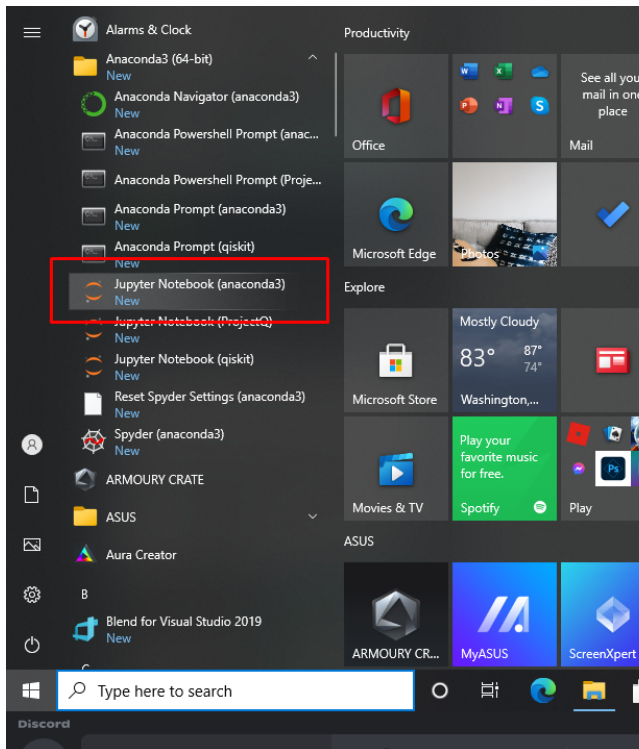 Alarms & Clock
Anaconda3 (64-bit)
New
Anaconda Navigator (anaconda3)
New
Anaconda Powershell Prompt (anac...
New
Anaconda Powershell Prompt (Proje...
Anaconda Prompt (anaconda3)
New
Anaconda Prompt (qiskit)
New
Jupyter Notebook (anaconda3)
New
Jupyter Notebook (ProjectQ)
Jupyter Notebook (qiskit)
New
Reset Spyder Settings (anaconda3)
New
Spyder (anaconda3)
New
ARMOURY CRATE
ASUS
Aura Creator
B
Blend for Visual Studio 2019
New
Productivity
Office
See all you
mail in one
place
Mail
Microsoft Edge
Photos
Explore
Microsoft Store
Mostly Cloudy
83° 87°
74°
Washington,...
Movies & TV
Play your
favorite music
for free.
Spotify
Ps
Play
ASUS
ARMOURY CR...
MyASUS
ScreenXpert
Type here to search
Discord